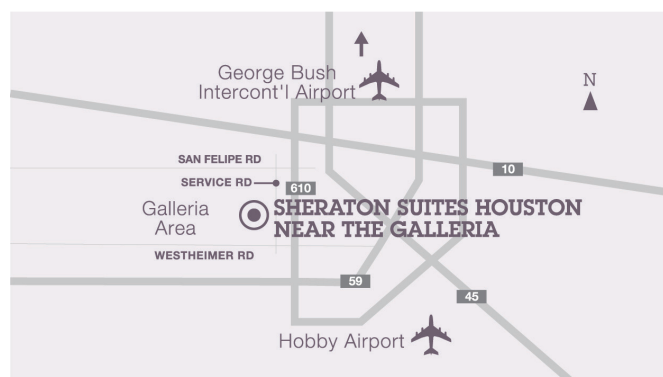 George Bush
Intercont'l Airport
N
SAN FELIPE RD
10
SERVICE RD
610
Galleria
Area
SHERATON SUITES HOUSTON
NEAR THE GALLERIA
WESTHEIMER RD
59
45
Hobby Airport